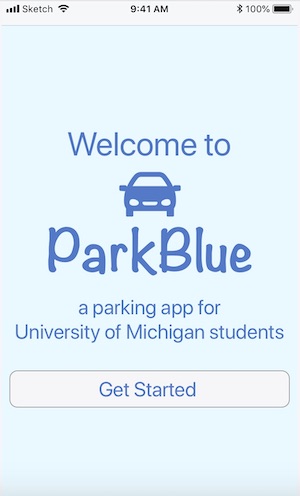 Sketch 9:41 AM 100%
Welcome to
ParkBlue
a parking app for
University of Michigan students
Get Started